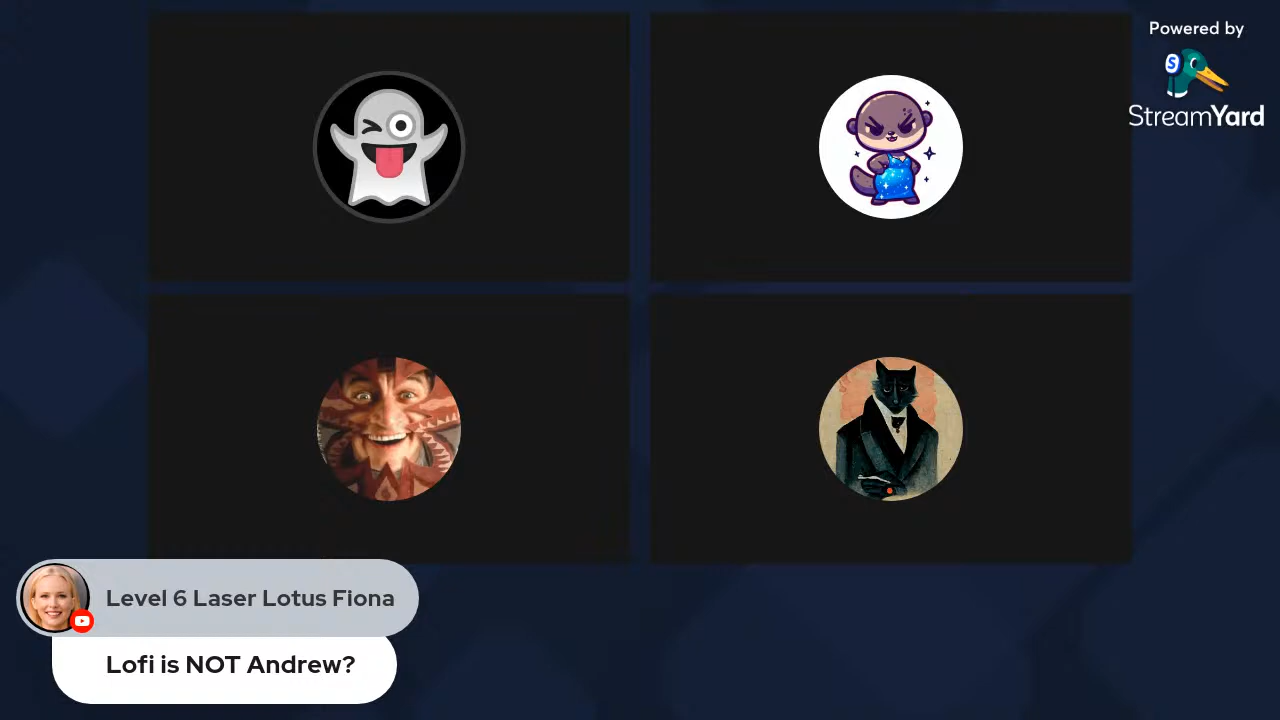 Powered by
S
StreamYard
Level 6 Laser Lotus Fiona
Lofi is NOT Andrew?